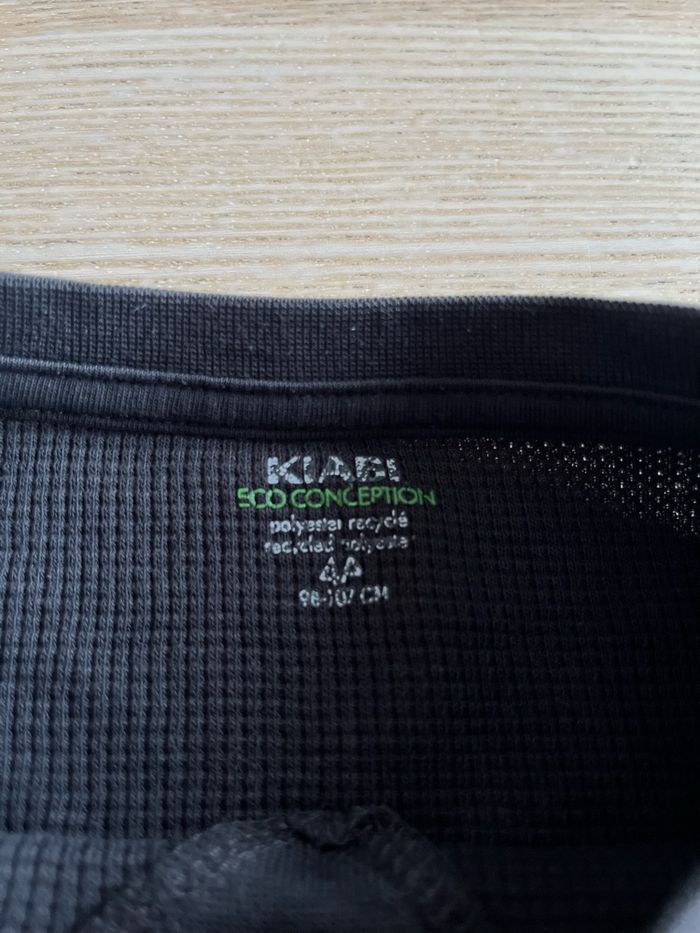 KIABI
ECO CONCEPTION
polyester recyclé
recycled polyester
4A
98-107 CM